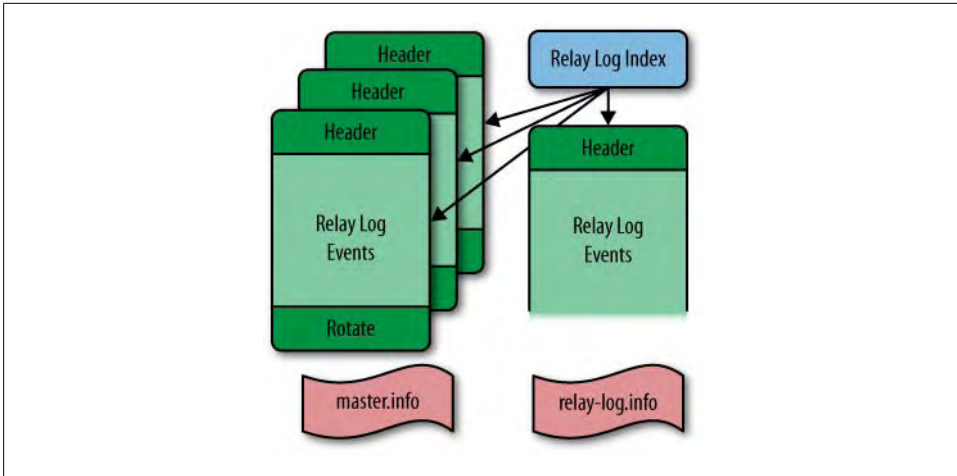 Header
Header
Header
Relay Log
Events
Rotate
Relay Log Index
Header
Relay Log
Events
master.info
relay-log.info